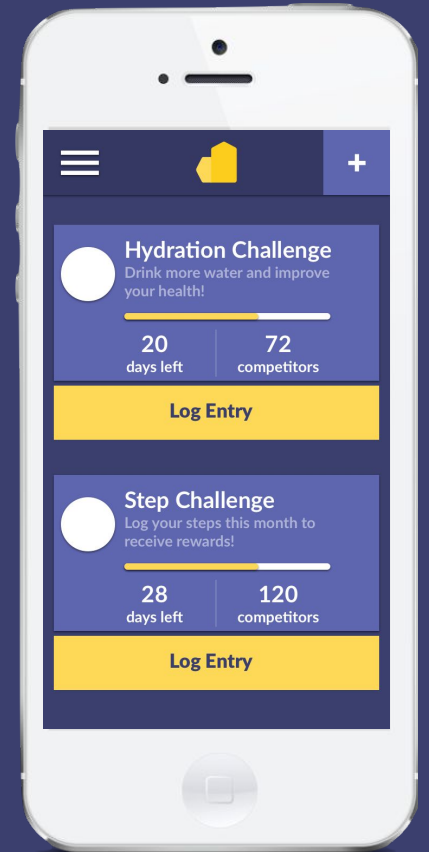 +
Hydration Challenge
Drink more water and improve
your health!
20
72
days left
competitors
Log Entry
Step Challenge
Log your steps this month to
receive rewards!
28
120
days left
competitors
Log Entry